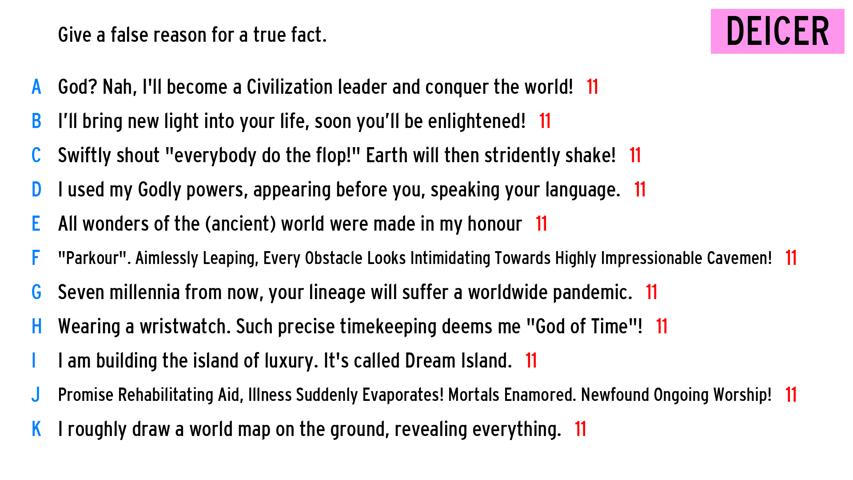 Give a false reason for a true fact.
DEICER
A God? Nah, I'll become a Civilization leader and conquer the world! 11
B I’ll bring new light into your life, soon you’ll be enlightened! 11
C Swiftly shout "everybody do the flop!" Earth will then stridently shake! 11
D I used my Godly powers, appearing before you, speaking your language. 11
E All wonders of the (ancient) world were made in my honour 11
F "Parkour". Aimlessly Leaping, Every Obstacle Looks Intimidating Towards Highly Impressionable Cavemen! 11
G Seven millennia from now, your lineage will suffer a worldwide pandemic. 11
H Wearing a wristwatch. Such precise timekeeping deems me "God of Time"! 11
I I am building the island of luxury. It's called Dream Island. 11
J Promise Rehabilitating Aid, Illness Suddenly Evaporates! Mortals Enamored. Newfound Ongoing Worship! 11
K I roughly draw a world map on the ground, revealing everything. 11